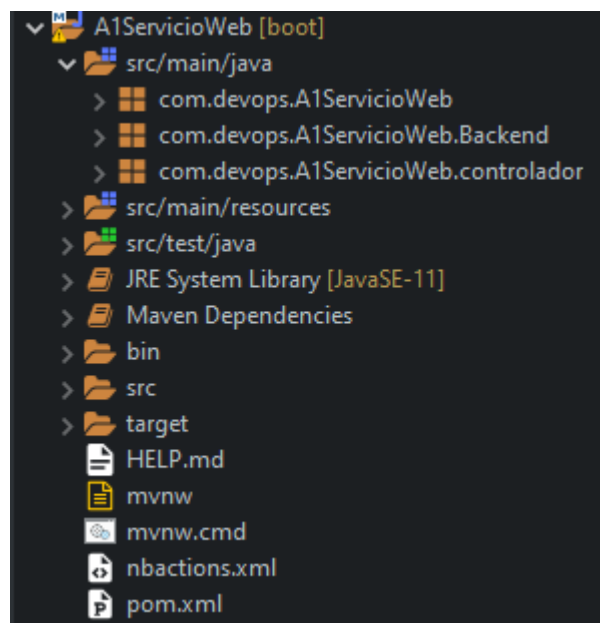 A1ServicioWeb [boot]
src/main/java
com.devops.A1ServicioWeb
com.devops.A1ServicioWeb.Backend
com.devops.A1ServicioWeb.controlador
src/main/resources
src/test/java
JRE System Library [JavaSE-11]
Maven Dependencies
bin
src
target
HELP.md
mvnw
mvnw.cmd
nbactions.xml
pom.xml